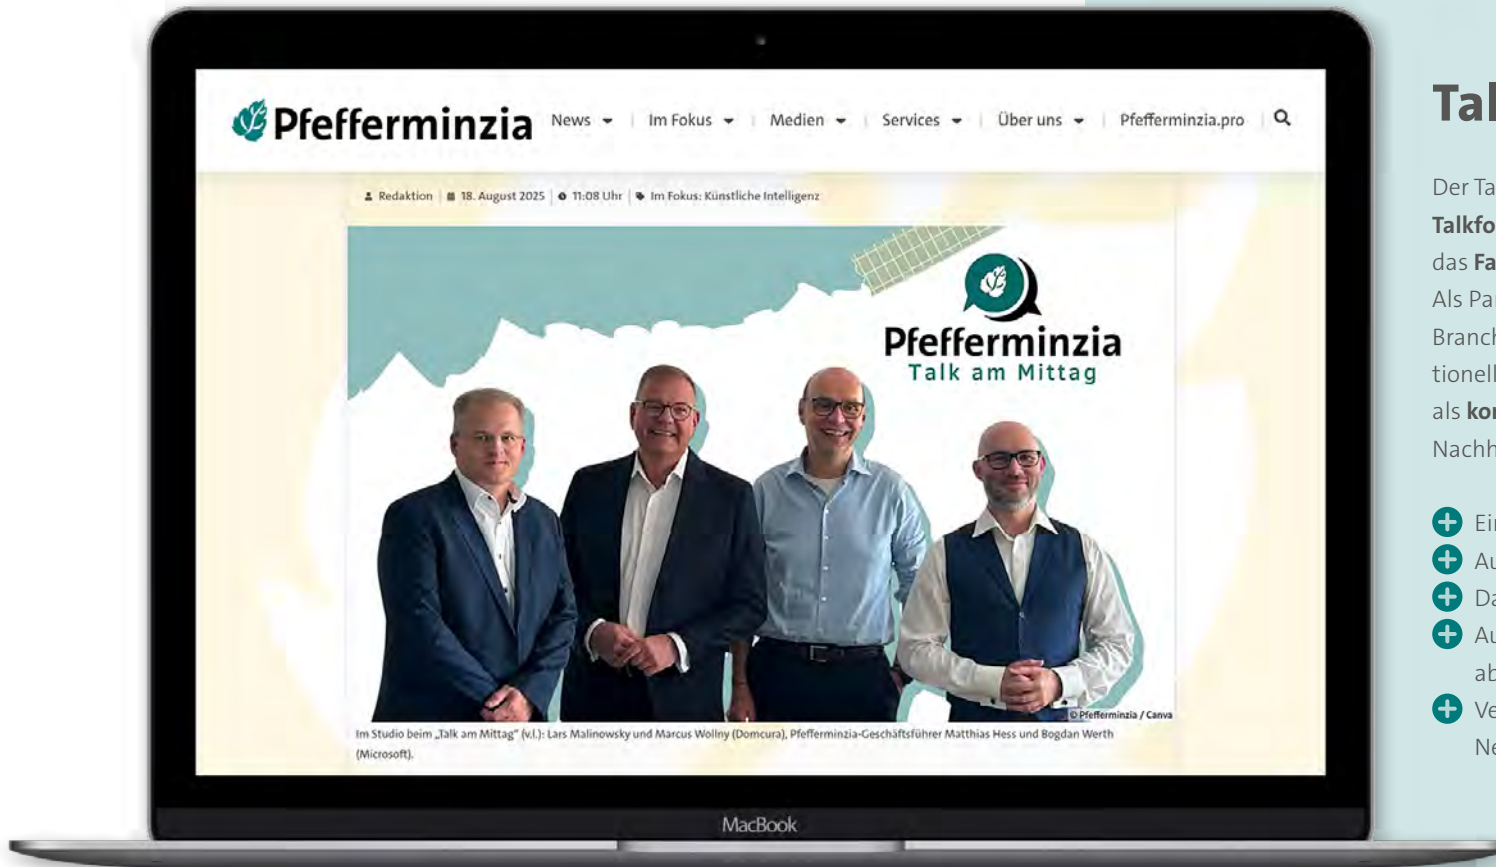 Pfefferminzia
News
Im Fokus
Medien
Services
Über uns
Pfefferminzia.pro
Redaktion
18. August 2025
11:08 Uhr
Im Fokus: Künstliche Intelligenz
Pfefferminzia
Talk am Mittag
© Pfefferminzia / Canva
Im Studio beim „Talk am Mittag“ (v.l.): Lars Malinowsky und Marcus Wollny (Domcura), Pfefferminzia-Geschäftsführer Matthias Hess und Bogdan Werth
(Microsoft).
MacBook
Tal
Der Ta
Talkfo
das Fa
Als Par
Branch
tionell
als kor
Nachh
Ein
Au
Da
Au
ab
Ve
Ne